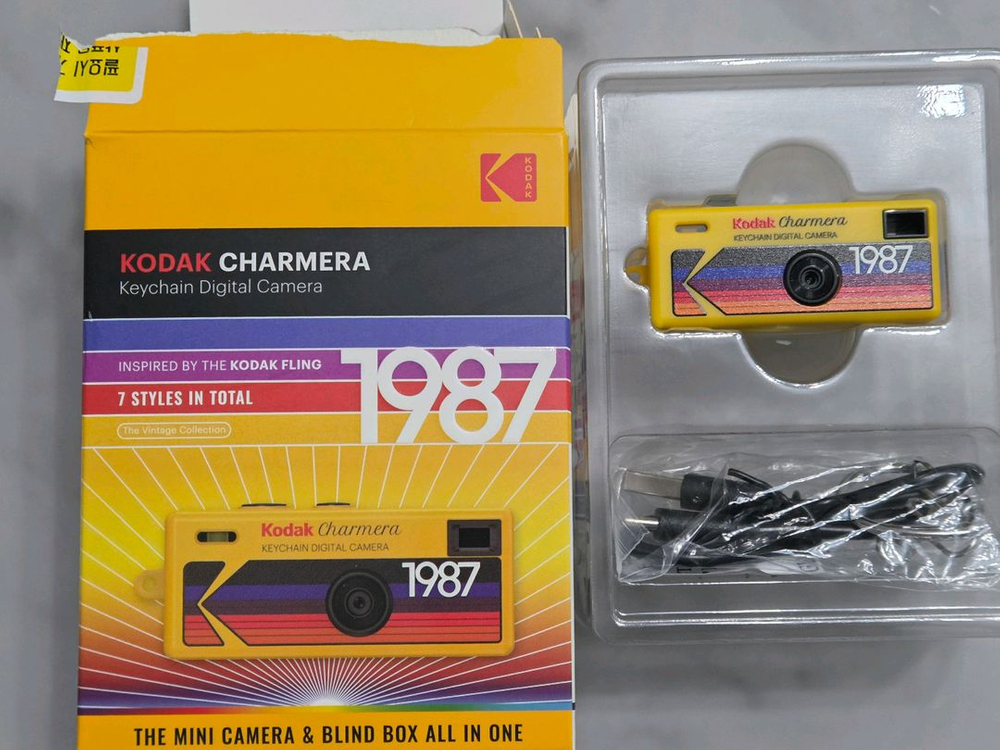 KODAK
KODAK CHARMERA
Keychain Digital Camera
INSPIRED BY THE KODAK FLING
1987
7 STYLES IN TOTAL
The Vintage Collection
Kodak Charmera
KEYCHAIN DIGITAL CAMERA
1987
THE MINI CAMERA & BLIND BOX ALL IN ONE
Kodak Charmera
KEYCHAIN DIGITAL CAMERA
1987